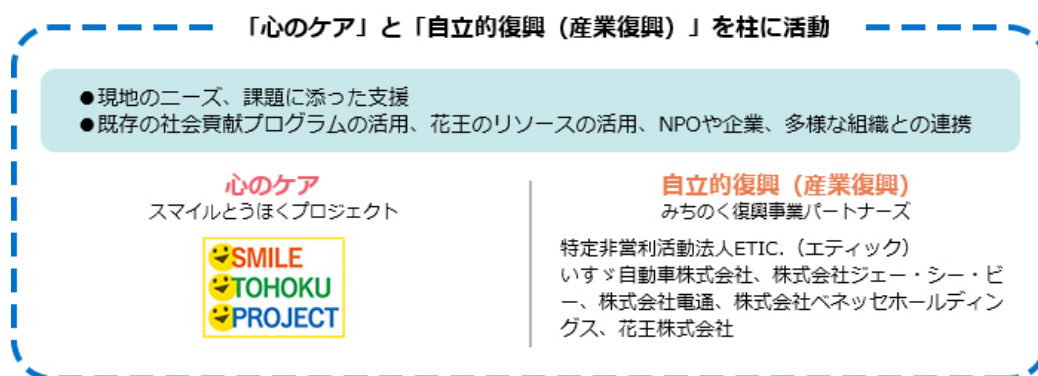 「心のケア」と「自立的復興（産業復興）」を柱に活動
●現地のニーズ、課題に添った支援
●既存の社会貢献プログラムの活用、花王のリソースの活用、NPOや企業、多様な組織との連携
心のケア
スマイルとうほくプロジェクト
SMILE
TOHOKU
PROJECT
自立的復興（産業復興）
みちのく復興事業パートナーズ
特定非営利活動法人ETIC.（エティック）
いすゞ自動車株式会社、株式会社ジェー・シー・ビ
ー、株式会社電通、株式会社ベネッセホールディン
グス、花王株式会社